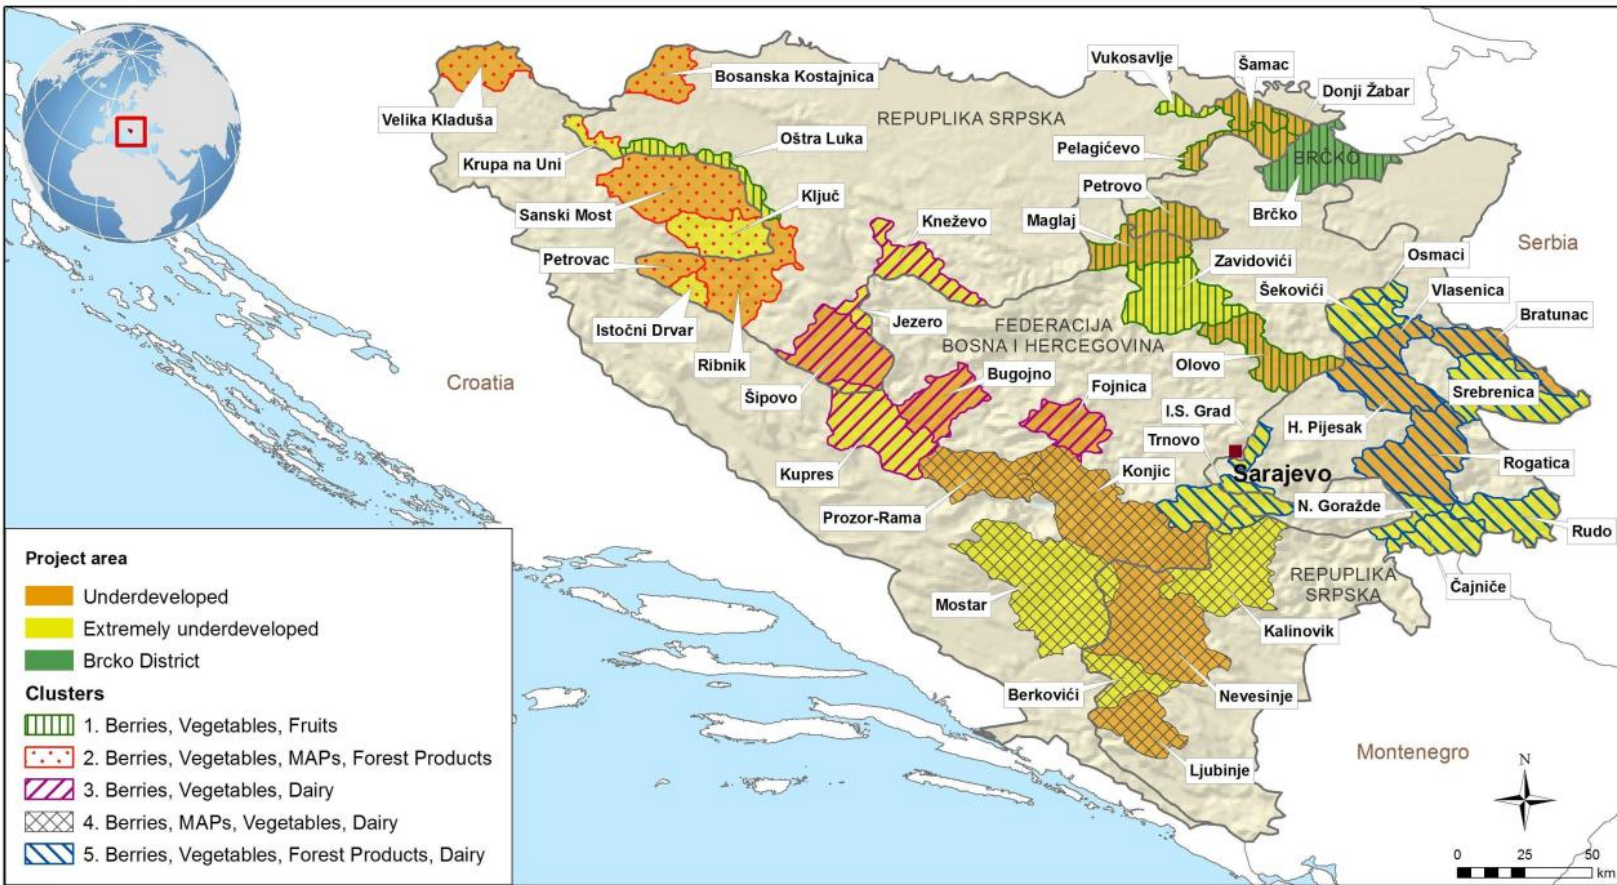 Vukosavlje
Šamac
Donji Žabar
Bosanska Kostajnica
Velika Kladuša
REPUPLIKA SRPSKA
Oštra Luka
Krupa na Uni
Pelagićevo
BRČKO
Petrovo
Ključ
Sanski Most
Kneževo
Maglaj
Brčko
Serbia
Petrovac
Zavidovići
Osmaci
Šekovići
Vlasenica
Bratunac
Istočni Drvar
Jezero
FEDERACIJA
BOSNA I HERCEGOVINA
Ribnik
Olovo
Croatia
Bugojno
Fojnica
Šipovo
Srebrenica
I.S. Grad
H. Pijesak
Trnovo
Kupres
Konjic
Sarajevo
Rogatica
Prozor-Rama
N. Goražde
Rudo
REPUPLIKA
SRPSKA
Čajniče
Mostar
Kalinovik
Berkovići
Nevesinje
Montenegro
Ljubinje
Project area
Underdeveloped
Extremely underdeveloped
Brcko District
Clusters
1. Berries, Vegetables, Fruits
2. Berries, Vegetables, MAPs, Forest Products
3. Berries, Vegetables, Dairy
4. Berries, MAPs, Vegetables, Dairy
5. Berries, Vegetables, Forest Products, Dairy
N
0 25 50
km